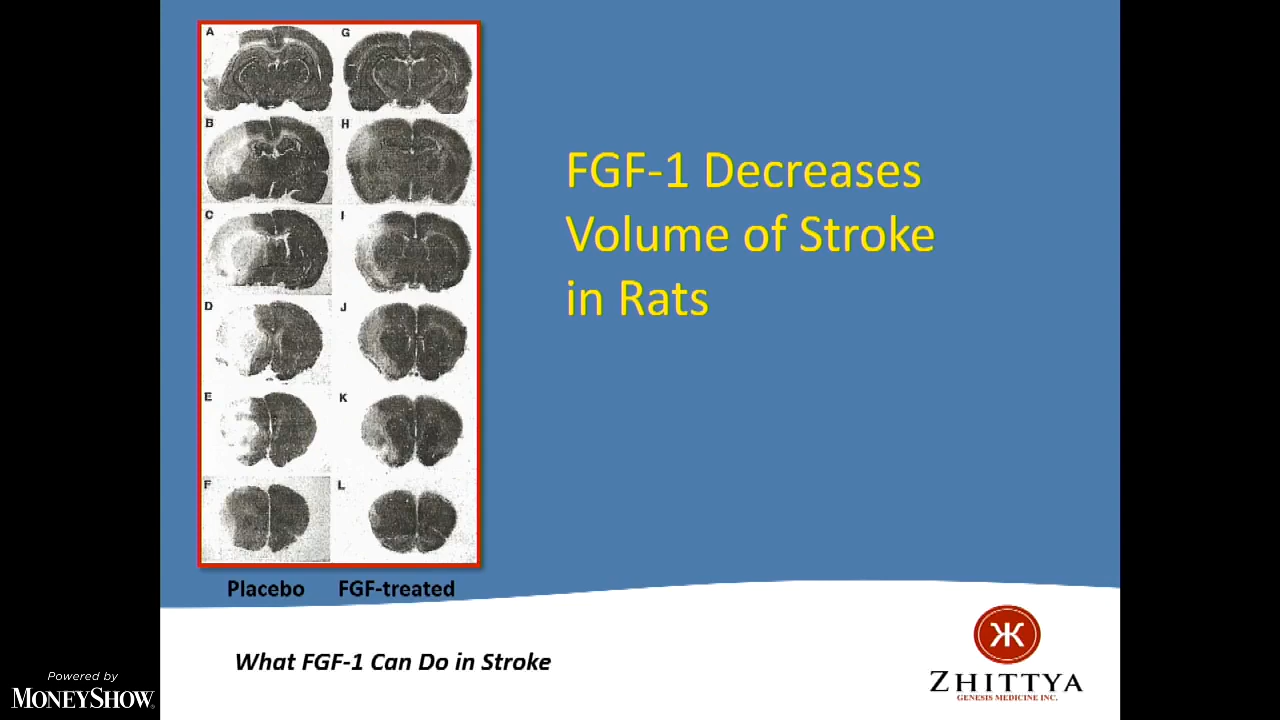 A
G
B
H
C
I
D
J
E
K
F
L
FGF-1 Decreases
Volume of Stroke
in Rats
Placebo
FGF-treated
What FGF-1 Can Do in Stroke
Ж
ZHITTYA
GENESIS MEDICINE INC.
Powered by
MONEYSHOW